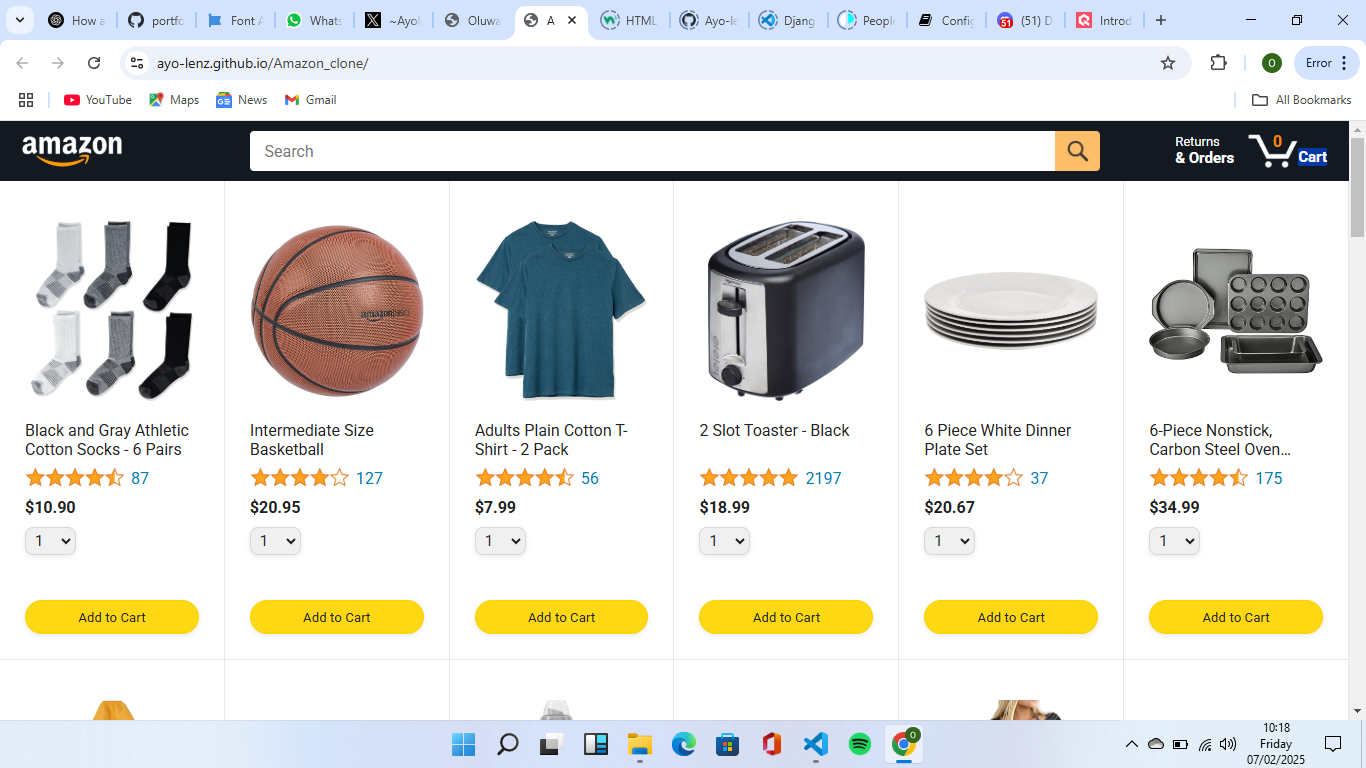 How a
portfo
Font A
Whats
~Ayol
Oluwa
A
HTML
Ayo-le
Djang
People
Config
(51) D
Introd
ayo-lenz.github.io/Amazon_clone/
O
Error
YouTube
Maps
News
Gmail
All Bookmarks
amazon
Search
Returns
& Orders
0
Cart
amazonbasics
Black and Gray Athletic
Cotton Socks - 6 Pairs
87
$10.90
1
Add to Cart
Intermediate Size
Basketball
127
$20.95
1
Add to Cart
Adults Plain Cotton T-
Shirt - 2 Pack
56
$7.99
1
Add to Cart
2 Slot Toaster - Black
2197
$18.99
1
Add to Cart
6 Piece White Dinner
Plate Set
37
$20.67
1
Add to Cart
6-Piece Nonstick,
Carbon Steel Oven...
175
$34.99
1
Add to Cart
10:18
Friday
07/02/2025